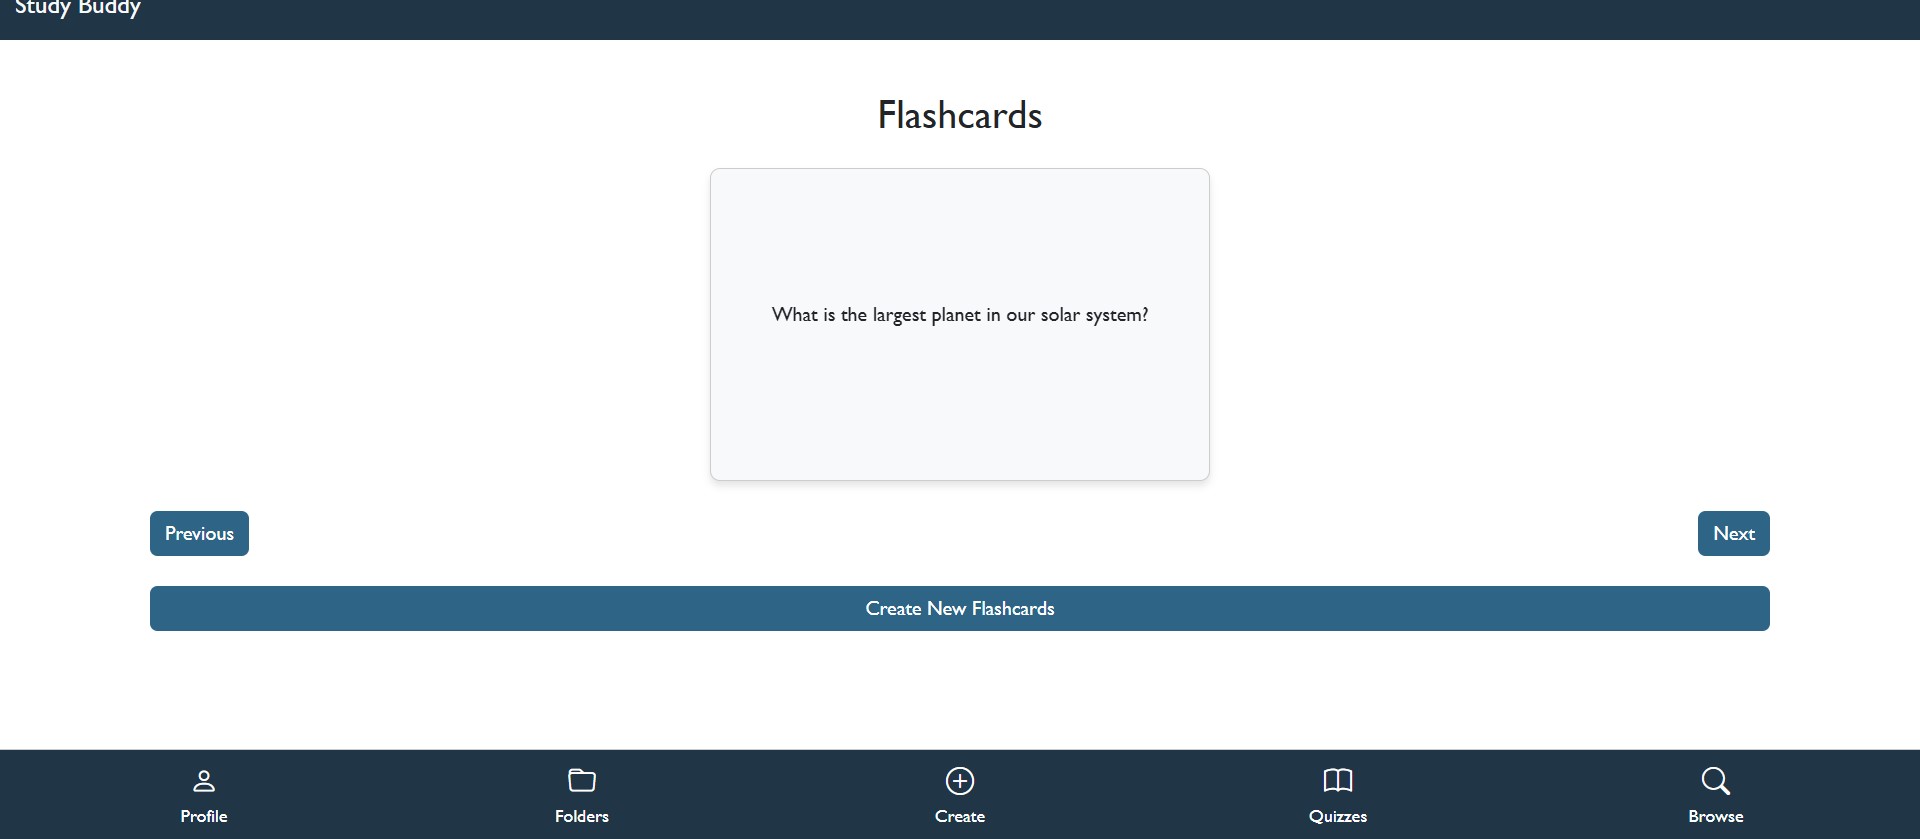 Study Buddy
Flashcards
What is the largest planet in our solar system?
Previous
Next
Create New Flashcards
Profile
Folders
Create
Quizzes
Browse